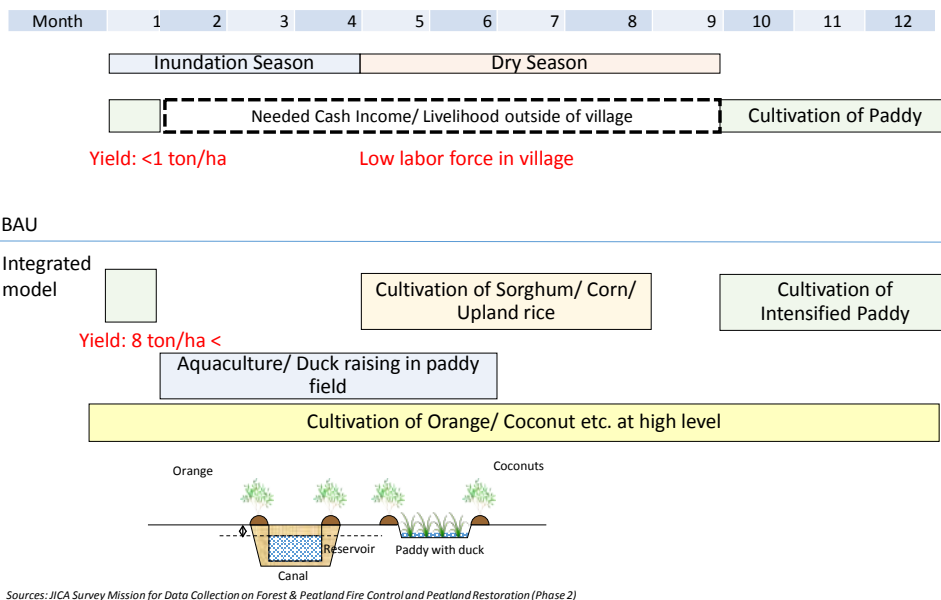 Month 1 2 3 4 5 6 7 8 9 10 11 12
Inundation Season Dry Season
Needed Cash Income/ Livelihood outside of village
Cultivation of Paddy
Yield: <1 ton/ha
Low labor force in village
BAU
Integrated
model
Cultivation of Sorghum/ Corn/
Upland rice
Cultivation of
Intensified Paddy
Yield: 8 ton/ha <
Aquaculture/ Duck raising in paddy
field
Cultivation of Orange/ Coconut etc. at high level
Orange
Coconuts
Reservoir
Paddy with duck
Canal
Sources: JICA Survey Mission for Data Collection on Forest & Peatland Fire Control and Peatland Restoration (Phase 2)